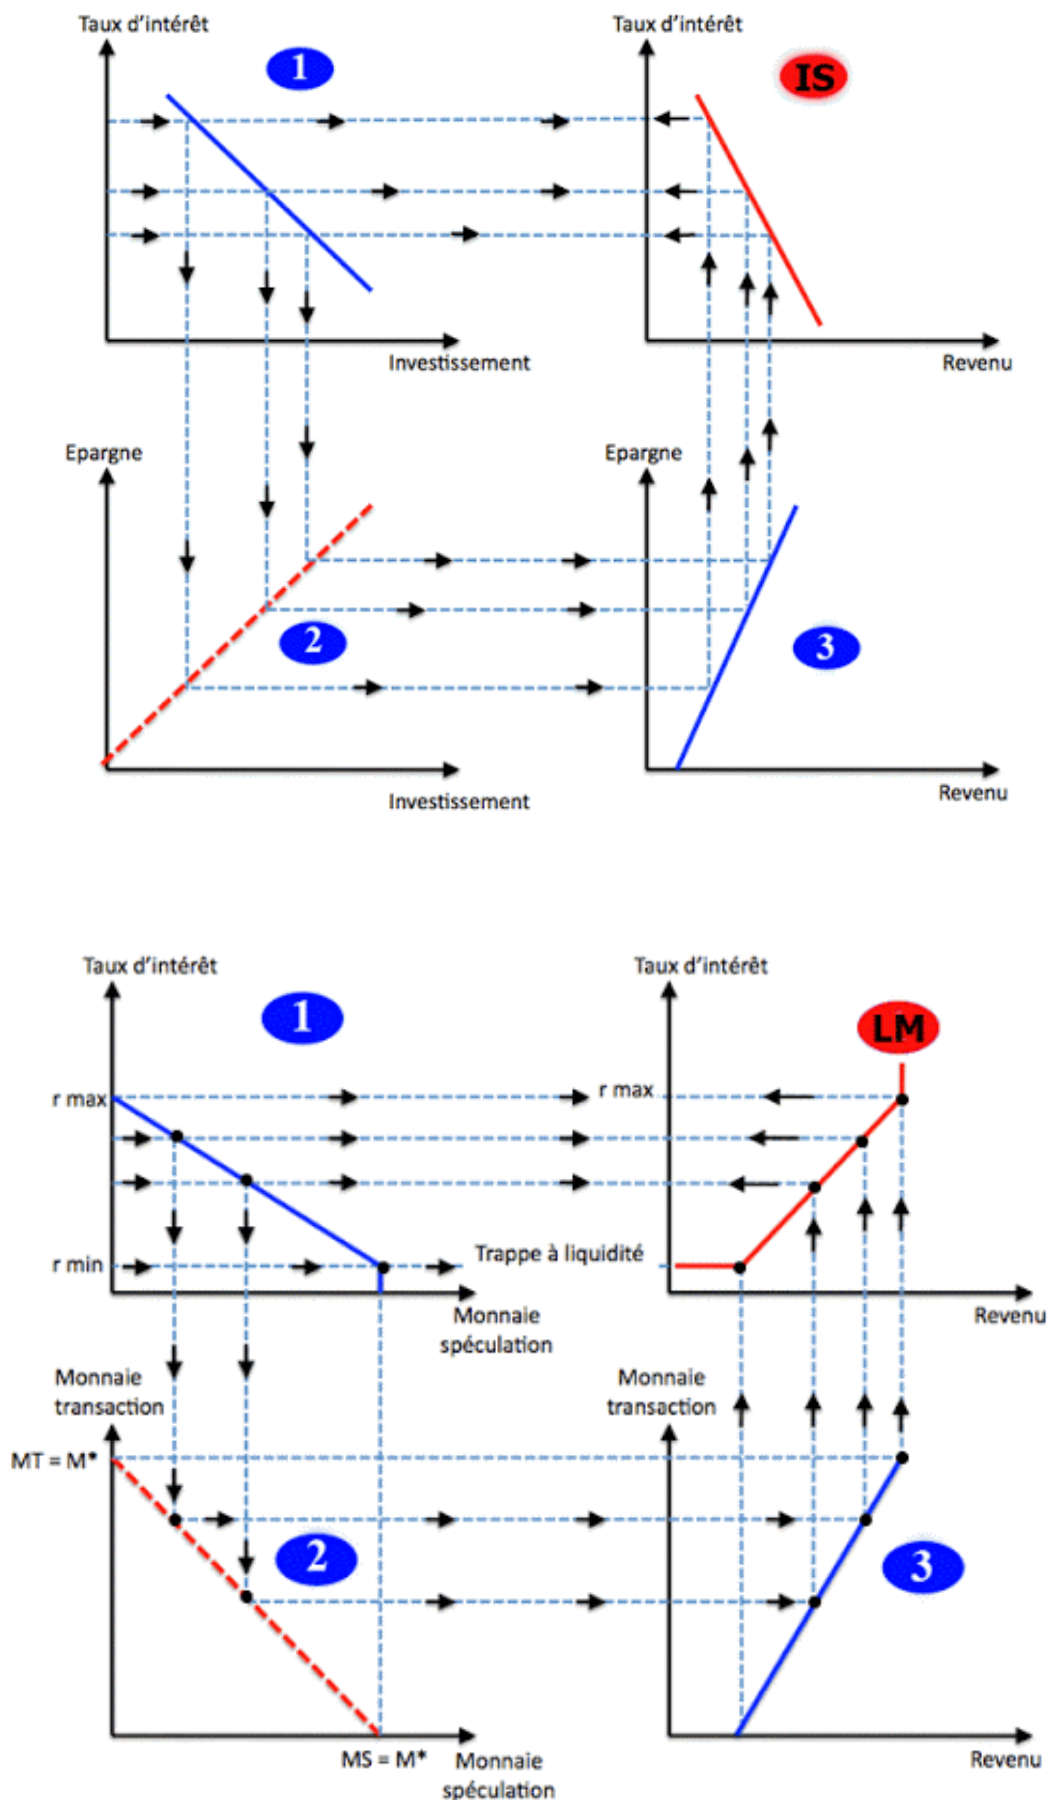 Taux d'intérêt
Taux d'intérêt
1
IS
Investissement
Revenu
Epargne
Epargne
2
3
Investissement
Revenu
Taux d'intérêt
Taux d'intérêt
1
LM
r max
r max
r min
Trappe à liquidité
Monnaie
spéculation
Revenu
Monnaie
transaction
Monnaie
transaction
MT = M*
2
3
MS = M*
Monnaie
spéculation
Revenu